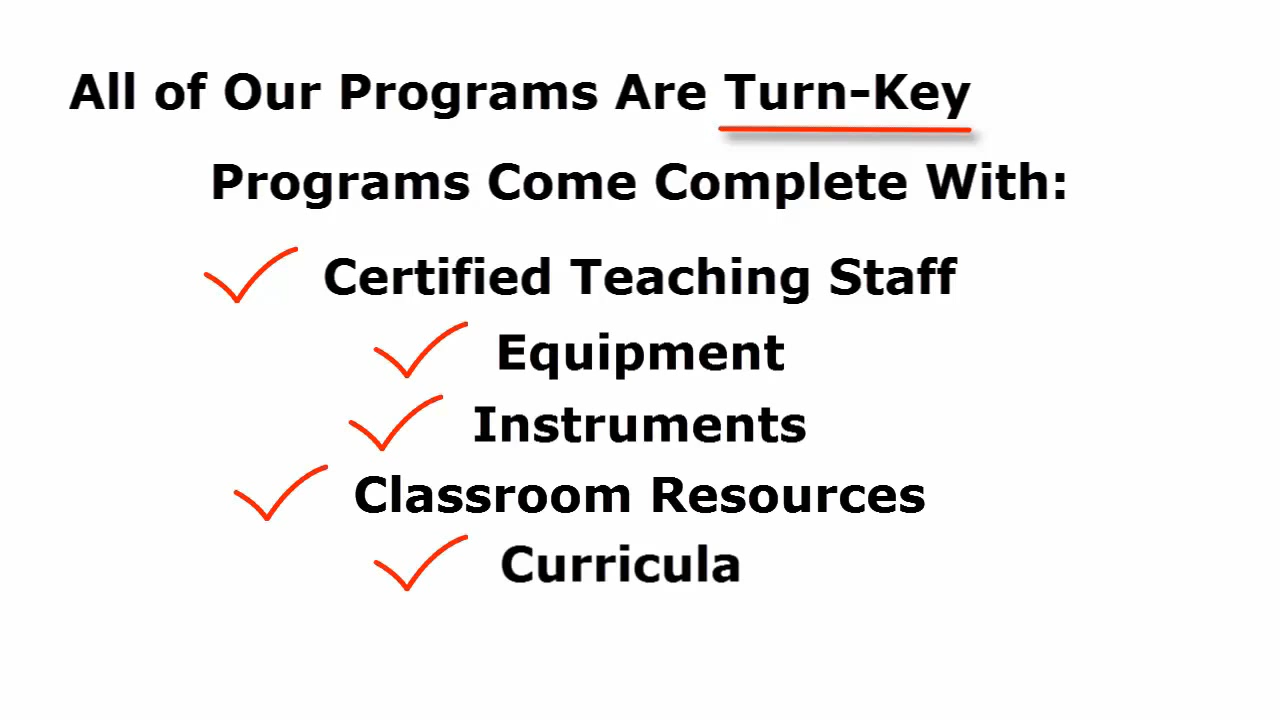 All of Our Programs Are Turn-Key
Programs Come Complete With:
Certified Teaching Staff
Equipment
Instruments
Classroom Resources
Curricula